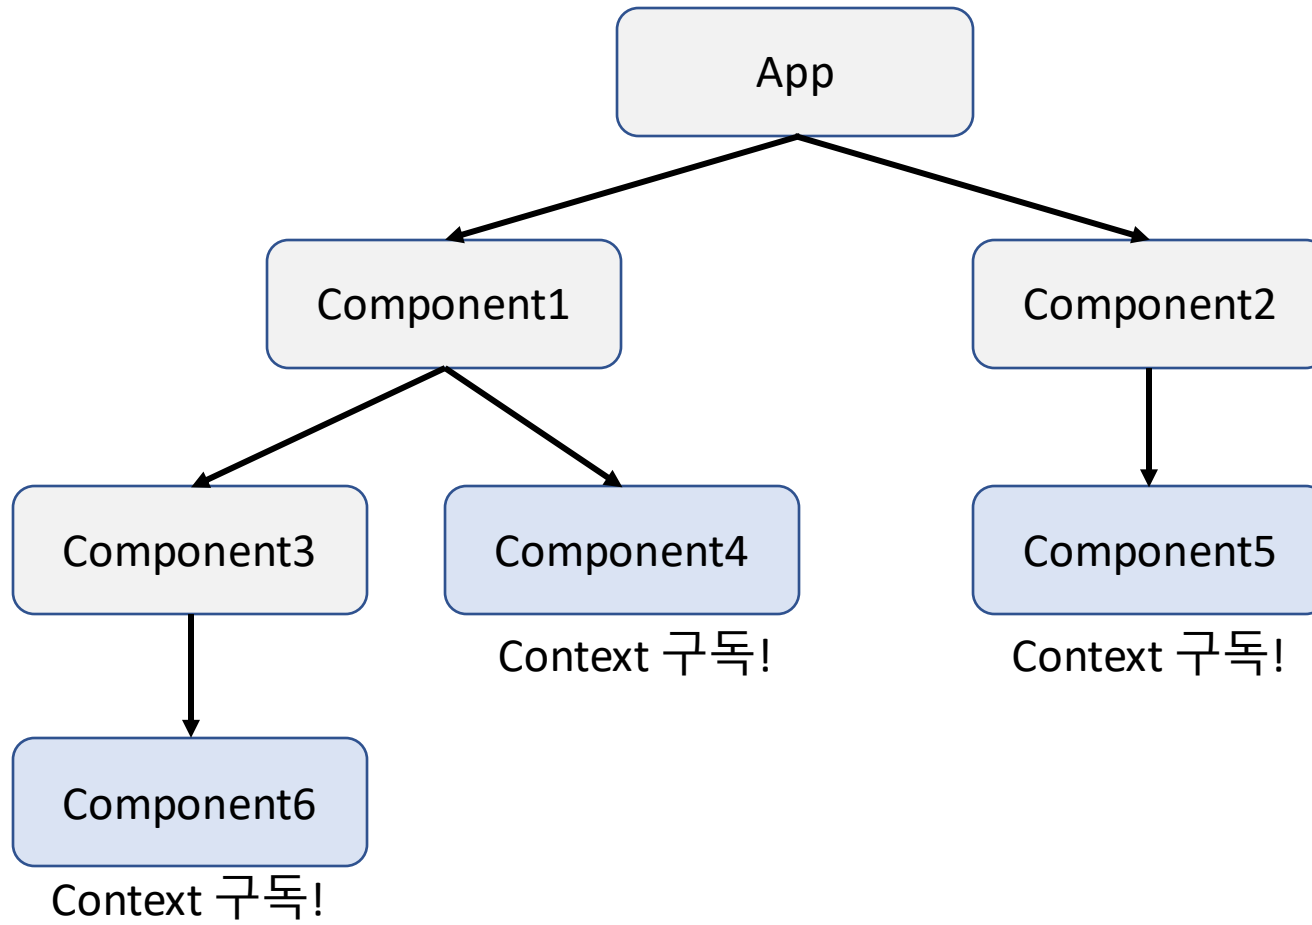 App
Component1
Component2
Component3
Component4
Component5
Context 구독!
Context 구독!
Component6
Context 구독!